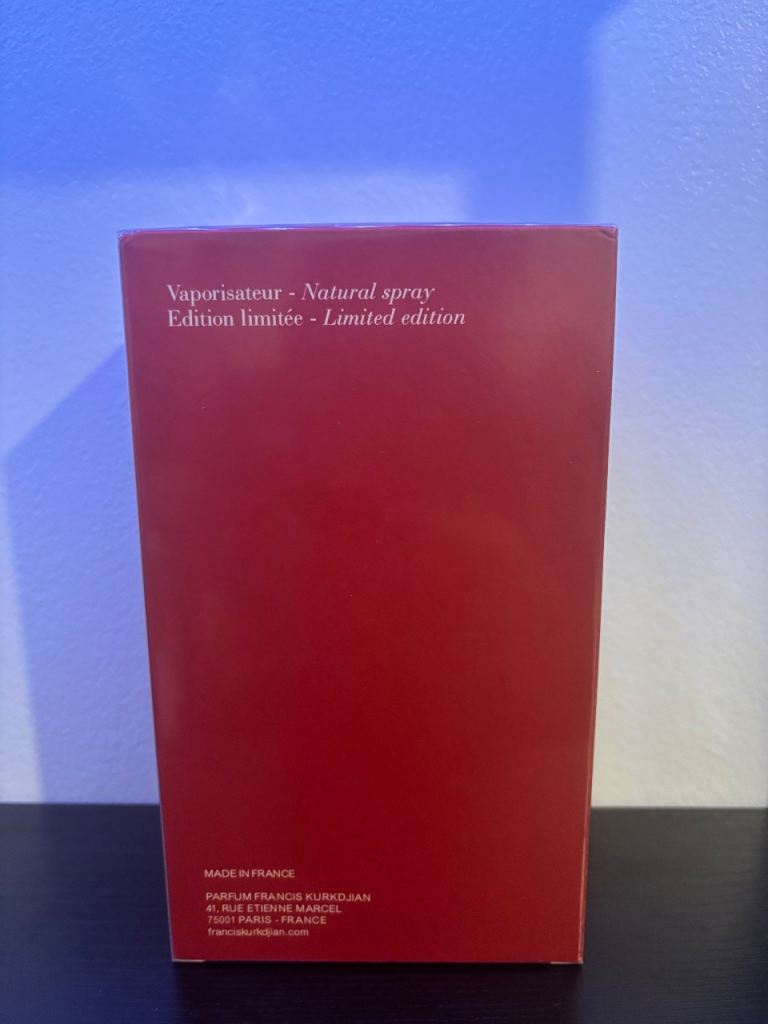 Vaporisateur - Natural spray
Edition limitée - Limited edition
MADE IN FRANCE
PARFUM FRANCIS KURKDJIAN
41, RUE ETIENNE MARCEL
75001 PARIS - FRANCE
franciskurkdjian.com